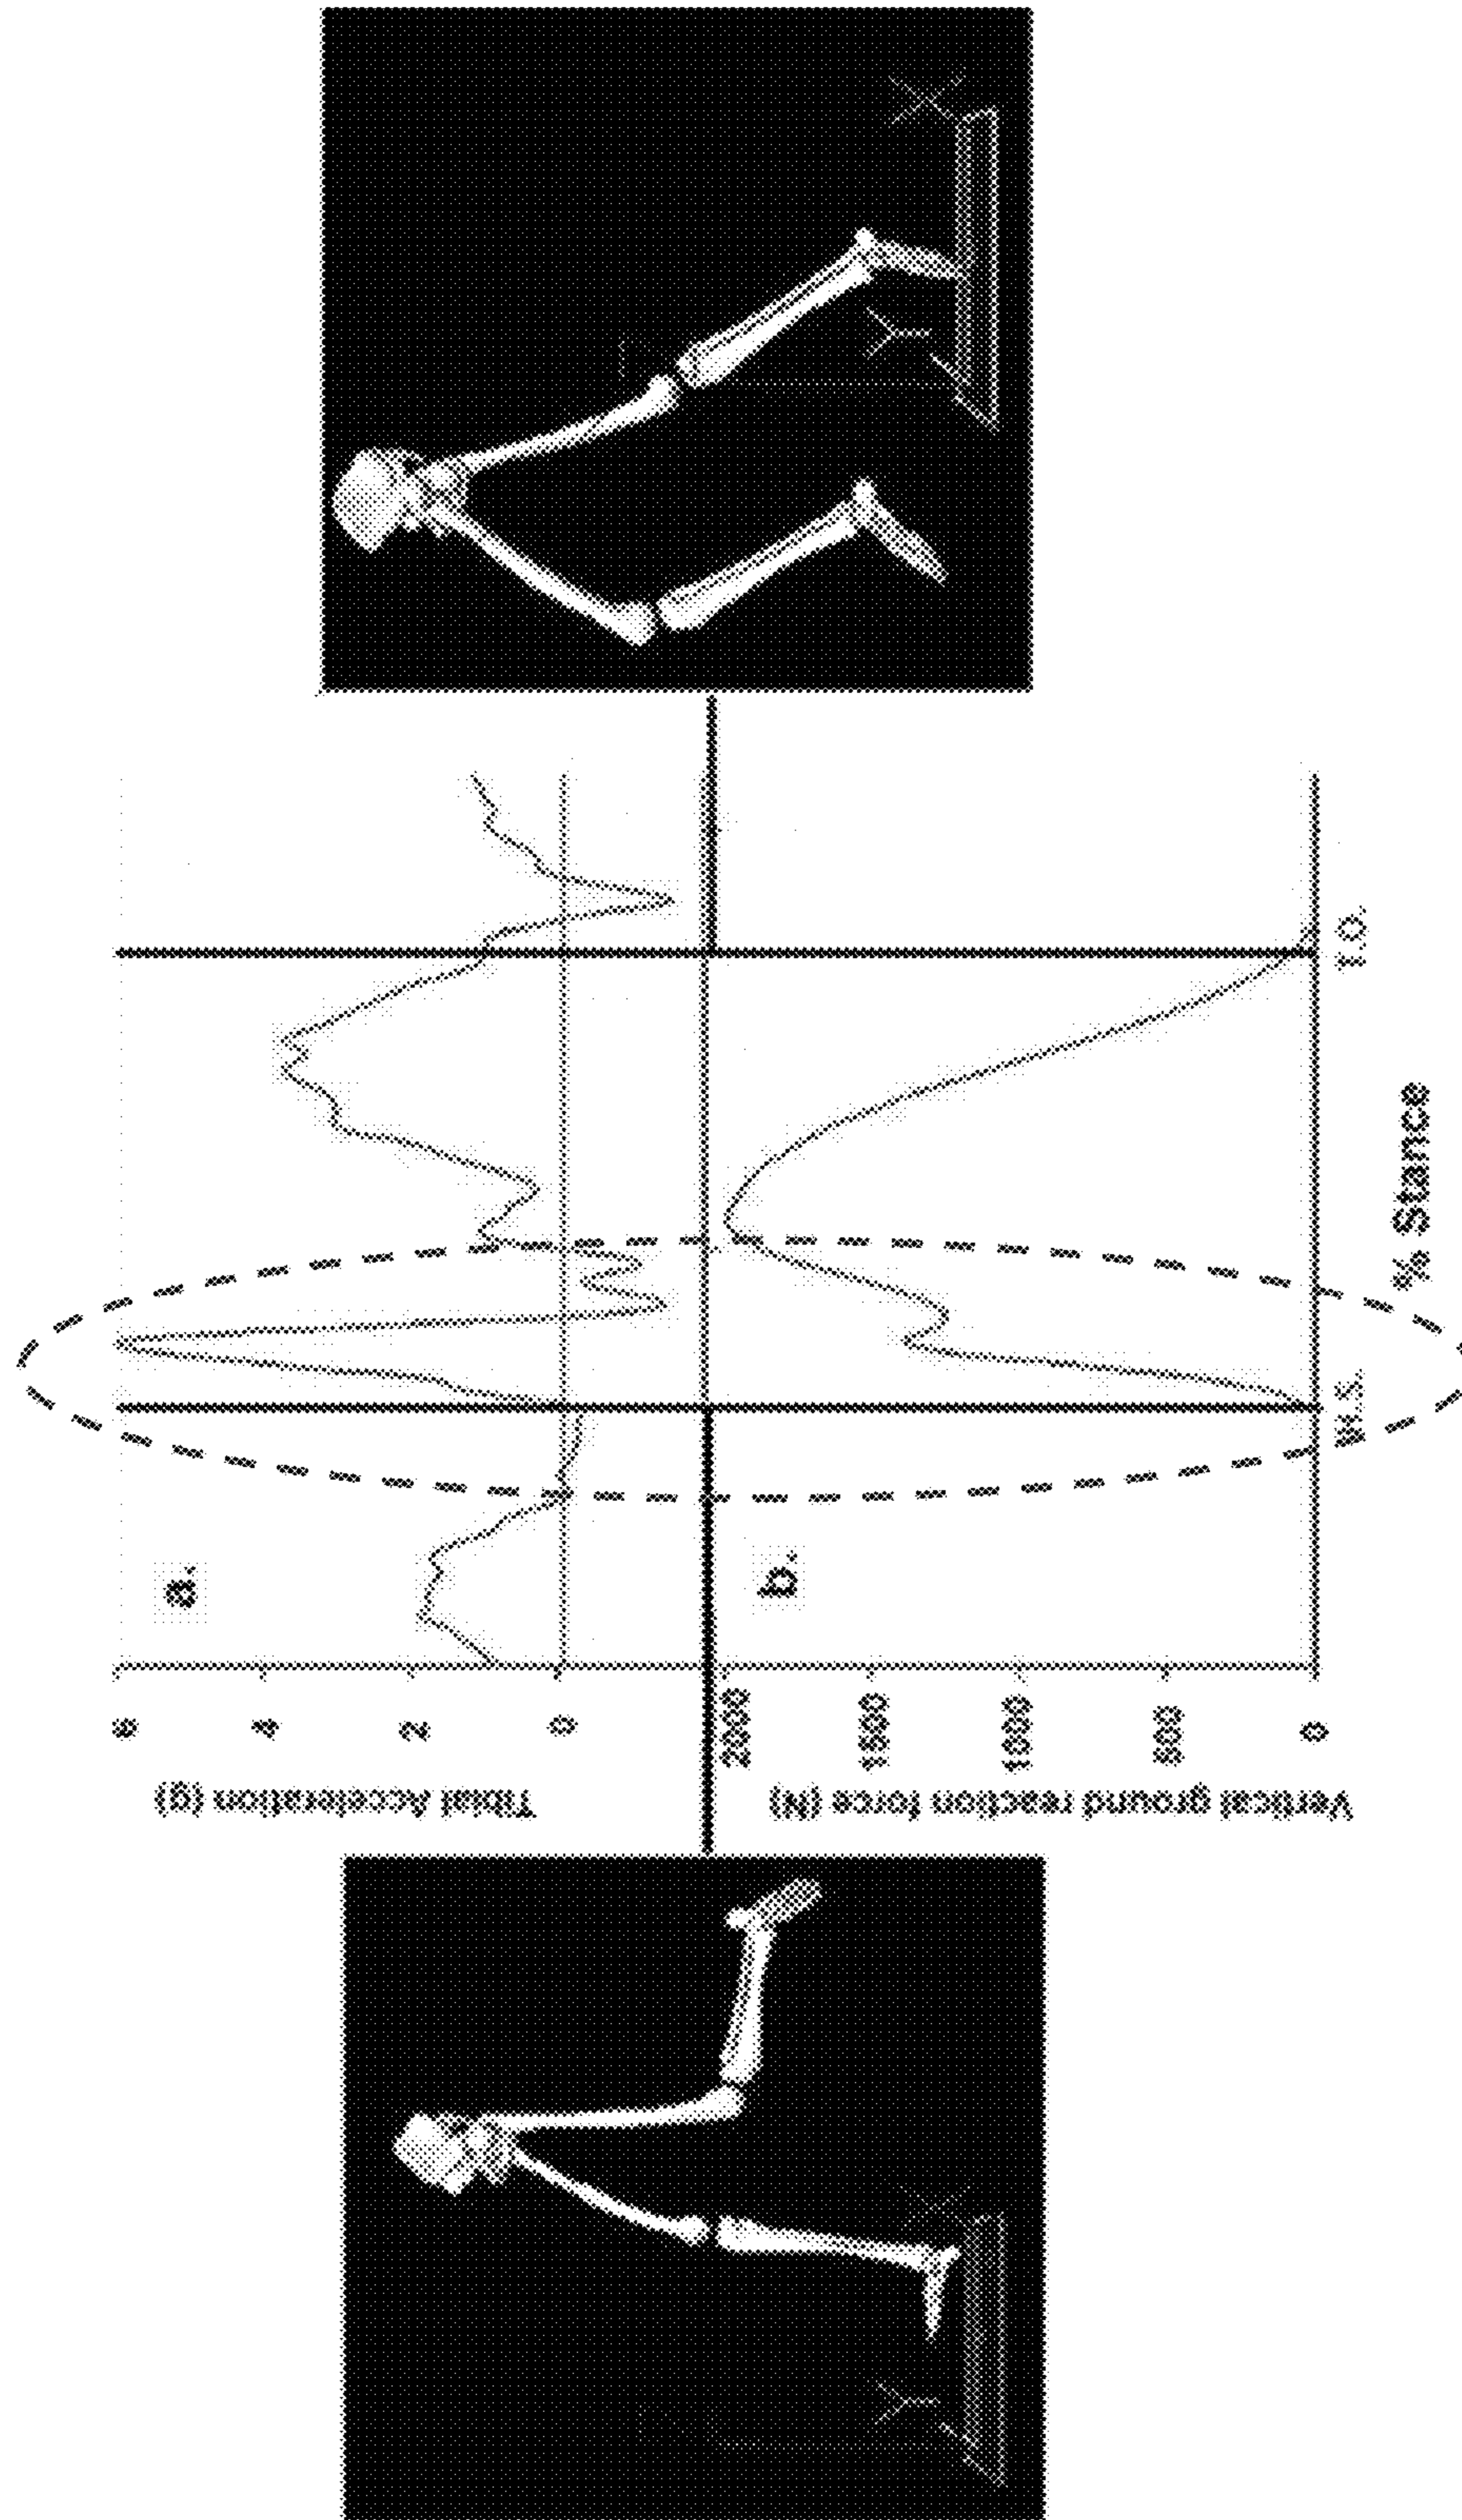 Tibial Acceleration (g)
6
4
2
0
a.
Vertical ground reaction force (N)
2000
1500
1000
500
0
b.
H.S.
T.O.
% Stance
X
Y
X
Y